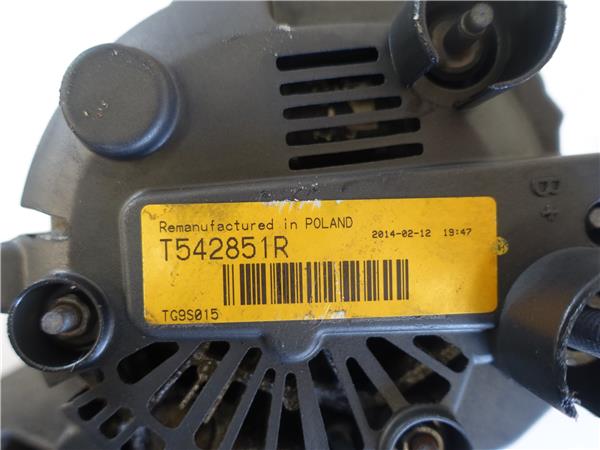 Remanufactured in POLAND
T542851R 2014-02-12 19:47
TG9S015
B+